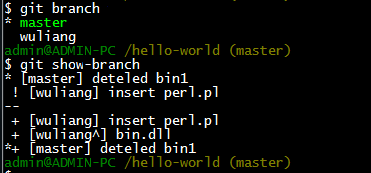 $ git branch
* master
  wuliang
admin@ADMIN-PC /hello-world (master)
$ git show-branch
* [master] deteled bin1
 ! [wuliang] insert perl.pl
--
 + [wuliang] insert perl.pl
 + [wuliang^] bin.dll
*+ [master] deteled bin1
admin@ADMIN-PC /hello-world (master)